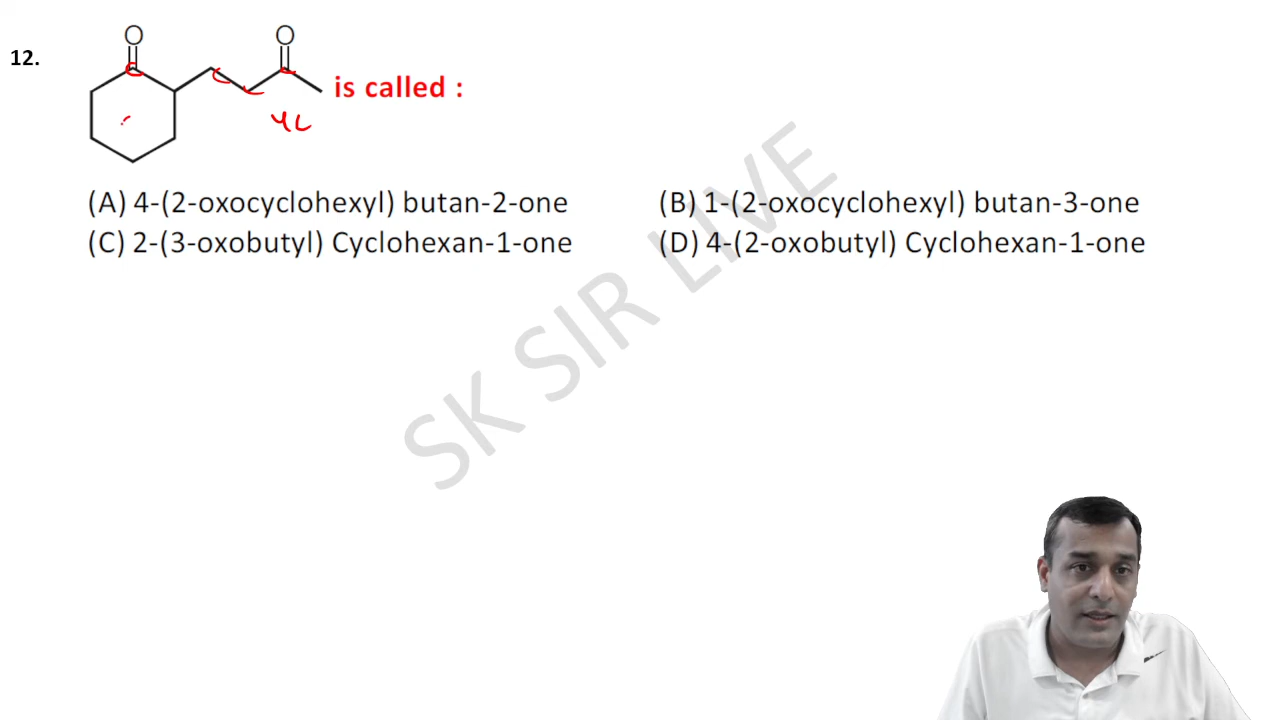 O O
12.
is called :
4C
(A) 4-(2-oxocyclohexyl) butan-2-one (B) 1-(2-oxocyclohexyl) butan-3-one
(C) 2-(3-oxobutyl) Cyclohexan-1-one (D) 4-(2-oxobutyl) Cyclohexan-1-one
SK SIR LIVE